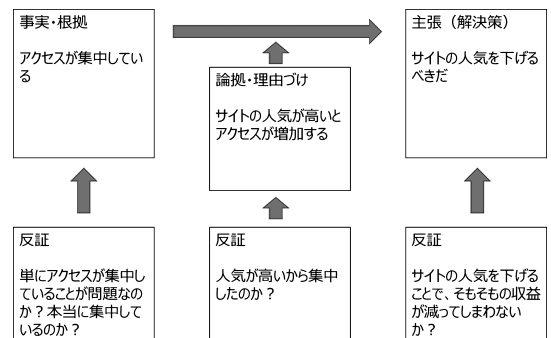 事実・根拠
アクセスが集中してい
る
論拠・理由づけ
サイトの人気が高いと
アクセスが増加する
主張（解決策）
サイトの人気を下げる
べきだ
反証
単にアクセスが集中し
ていることが問題なの
か？本当に集中して
いるのか？
反証
人気が高いから集中
したのか？
反証
サイトの人気を下げる
ことで、そもそもの収益
が減ってしまわない
か？